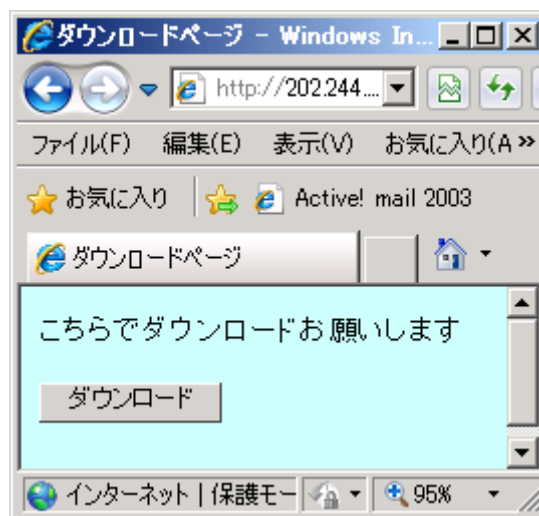 ダウンロードページ - Windows In...
http://202.244....
ファイル(F) 編集(E) 表示(V) お気に入り(A »
お気に入り Active! mail 2003
ダウンロードページ
こちらでダウンロードお願いします
ダウンロード
インターネット | 保護モー 95%